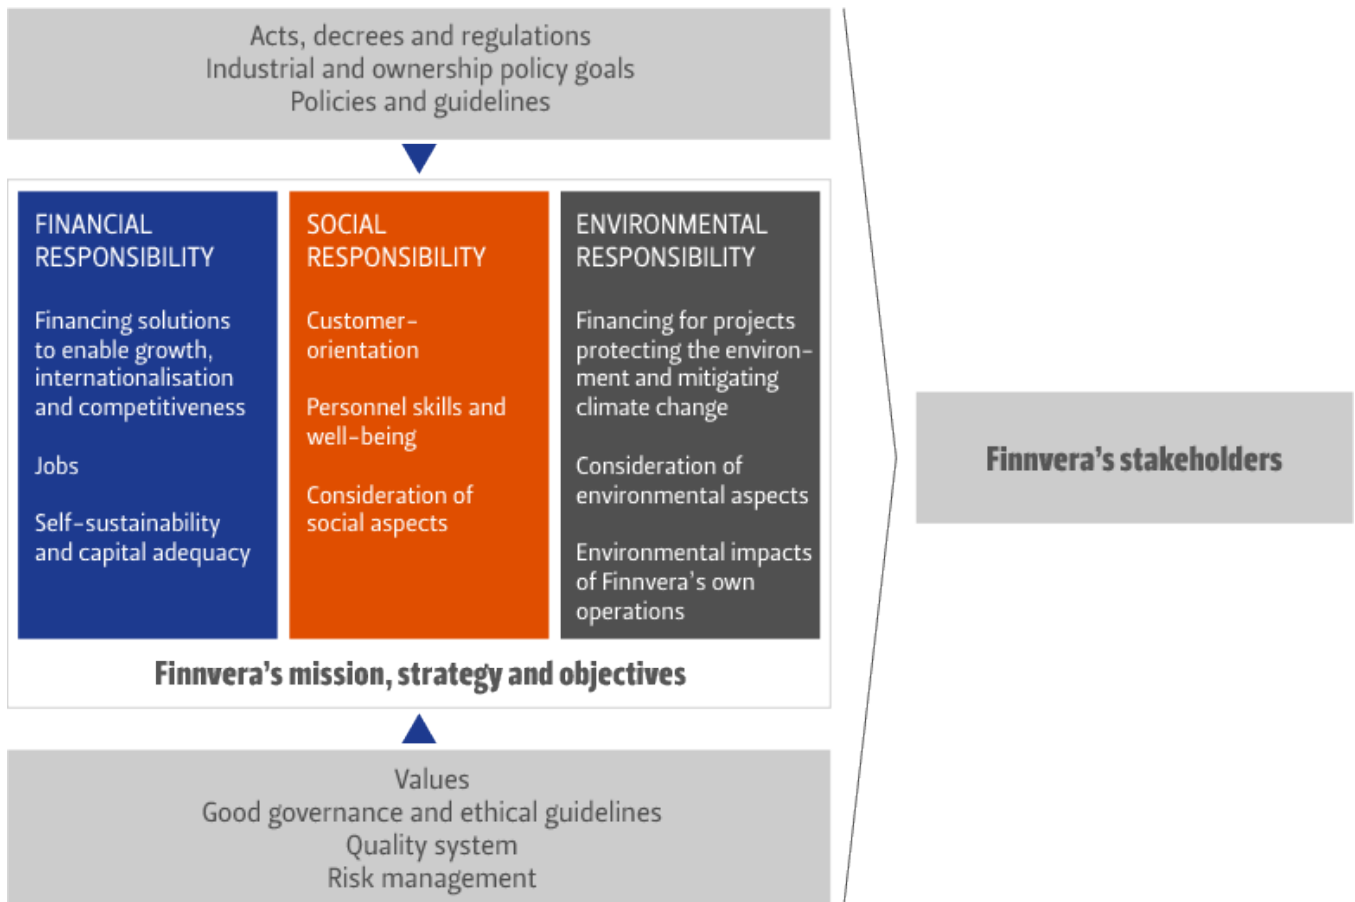 Acts, decrees and regulations
Industrial and ownership policy goals
Policies and guidelines
FINANCIAL
RESPONSIBILITY
Financing solutions
to enable growth,
internationalisation
and competitiveness
Jobs
Self-sustainability
and capital adequacy
SOCIAL
RESPONSIBILITY
Customer-
orientation
Personnel skills and
well-being
Consideration of
social aspects
ENVIRONMENTAL
RESPONSIBILITY
Financing for projects
protecting the environ-
ment and mitigating
climate change
Consideration of
environmental aspects
Environmental impacts
of Finnvera's own
operations
Finnvera's mission, strategy and objectives
Values
Good governance and ethical guidelines
Quality system
Risk management
Finnvera's stakeholders